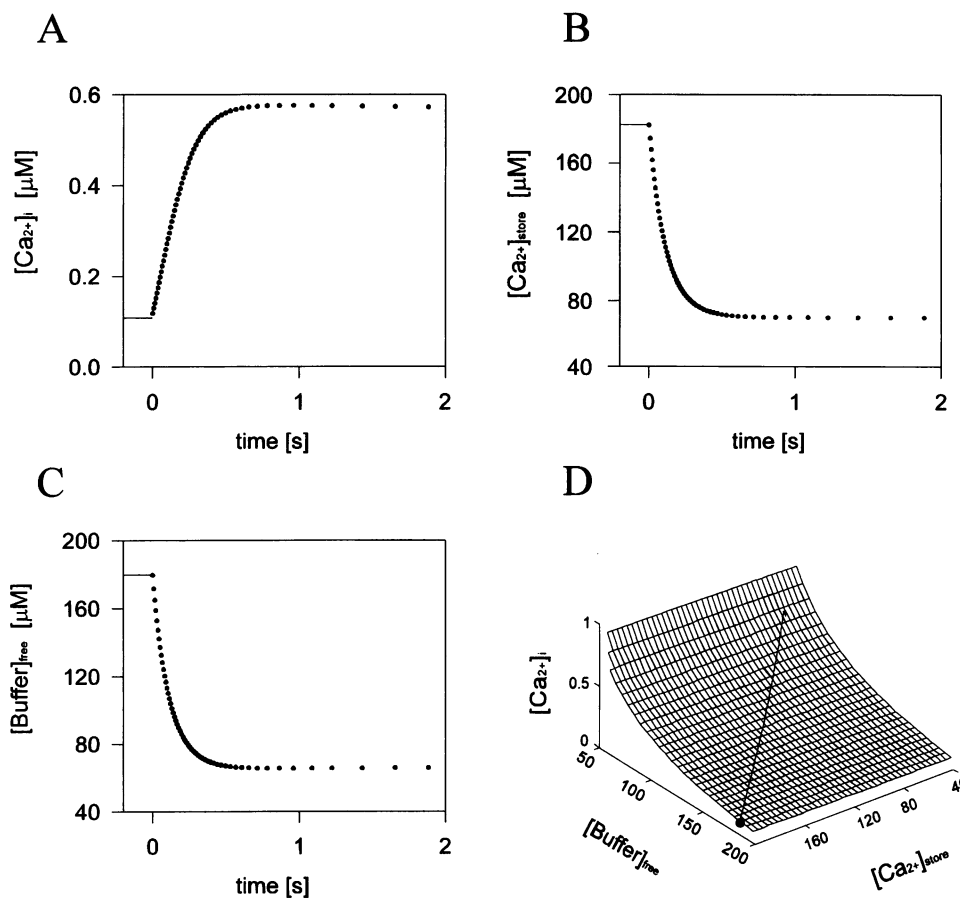 A
0.6
0.4
0.2
0.0
[Ca2+]i [µM]
0 1 2
time [s]
B
200
160
120
80
40
[Ca2+]store [µM]
0 1 2
time [s]
C
200
160
120
80
40
[Buffer]free [µM]
0 1 2
time [s]
D
1
0.5
0
[Ca2+]i
50
100
150
200
[Buffer]free
160
120
80
40
[Ca2+]store